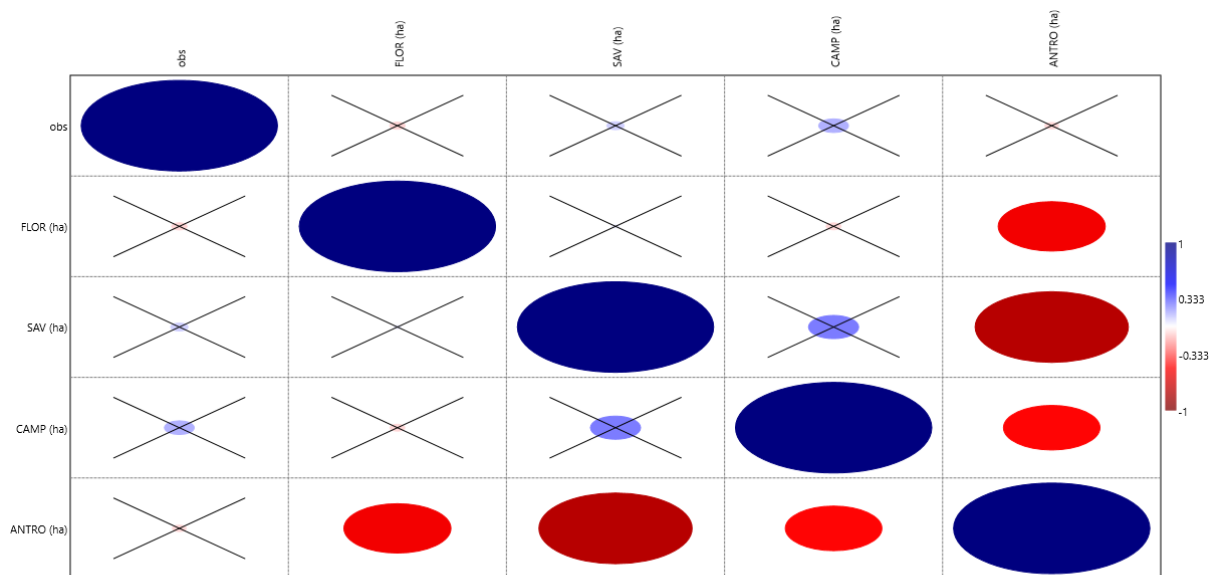 obs
FLOR (ha)
SAV (ha)
CAMP (ha)
ANTRO (ha)
obs
FLOR (ha)
SAV (ha)
CAMP (ha)
ANTRO (ha)
1
0.333
-0.333
-1